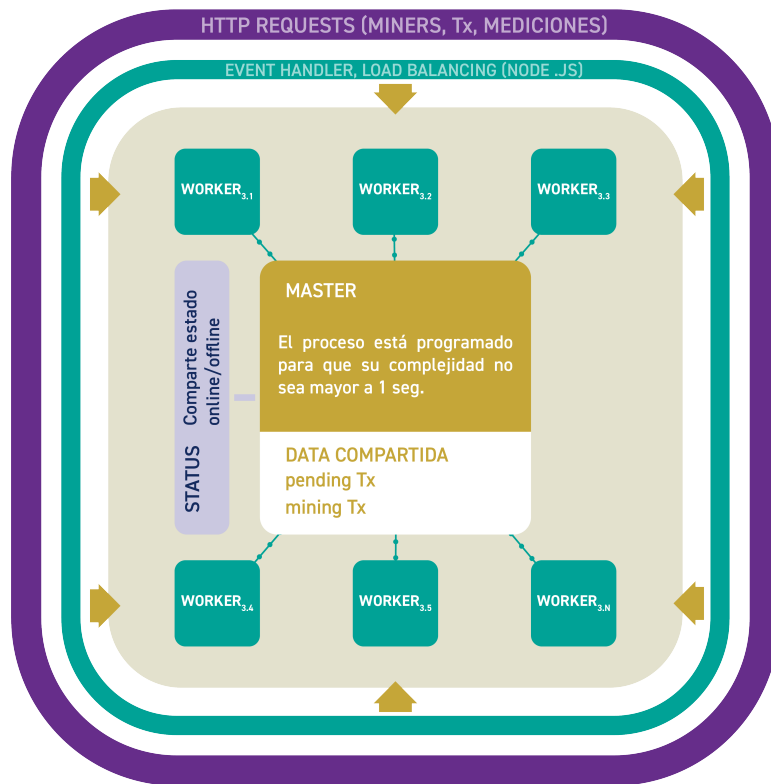 HTTP REQUESTS (MINERS, Tx, MEDICIONES)
EVENT HANDLER, LOAD BALANCING (NODE .JS)
WORKER3.1
WORKER3.2
WORKER3.3
MASTER
El proceso está programado
para que su complejidad no
sea mayor a 1 seg.
STATUS Comparte estado
online/offline
DATA COMPARTIDA
pending Tx
mining Tx
WORKER3.4
WORKER3.5
WORKER3.N